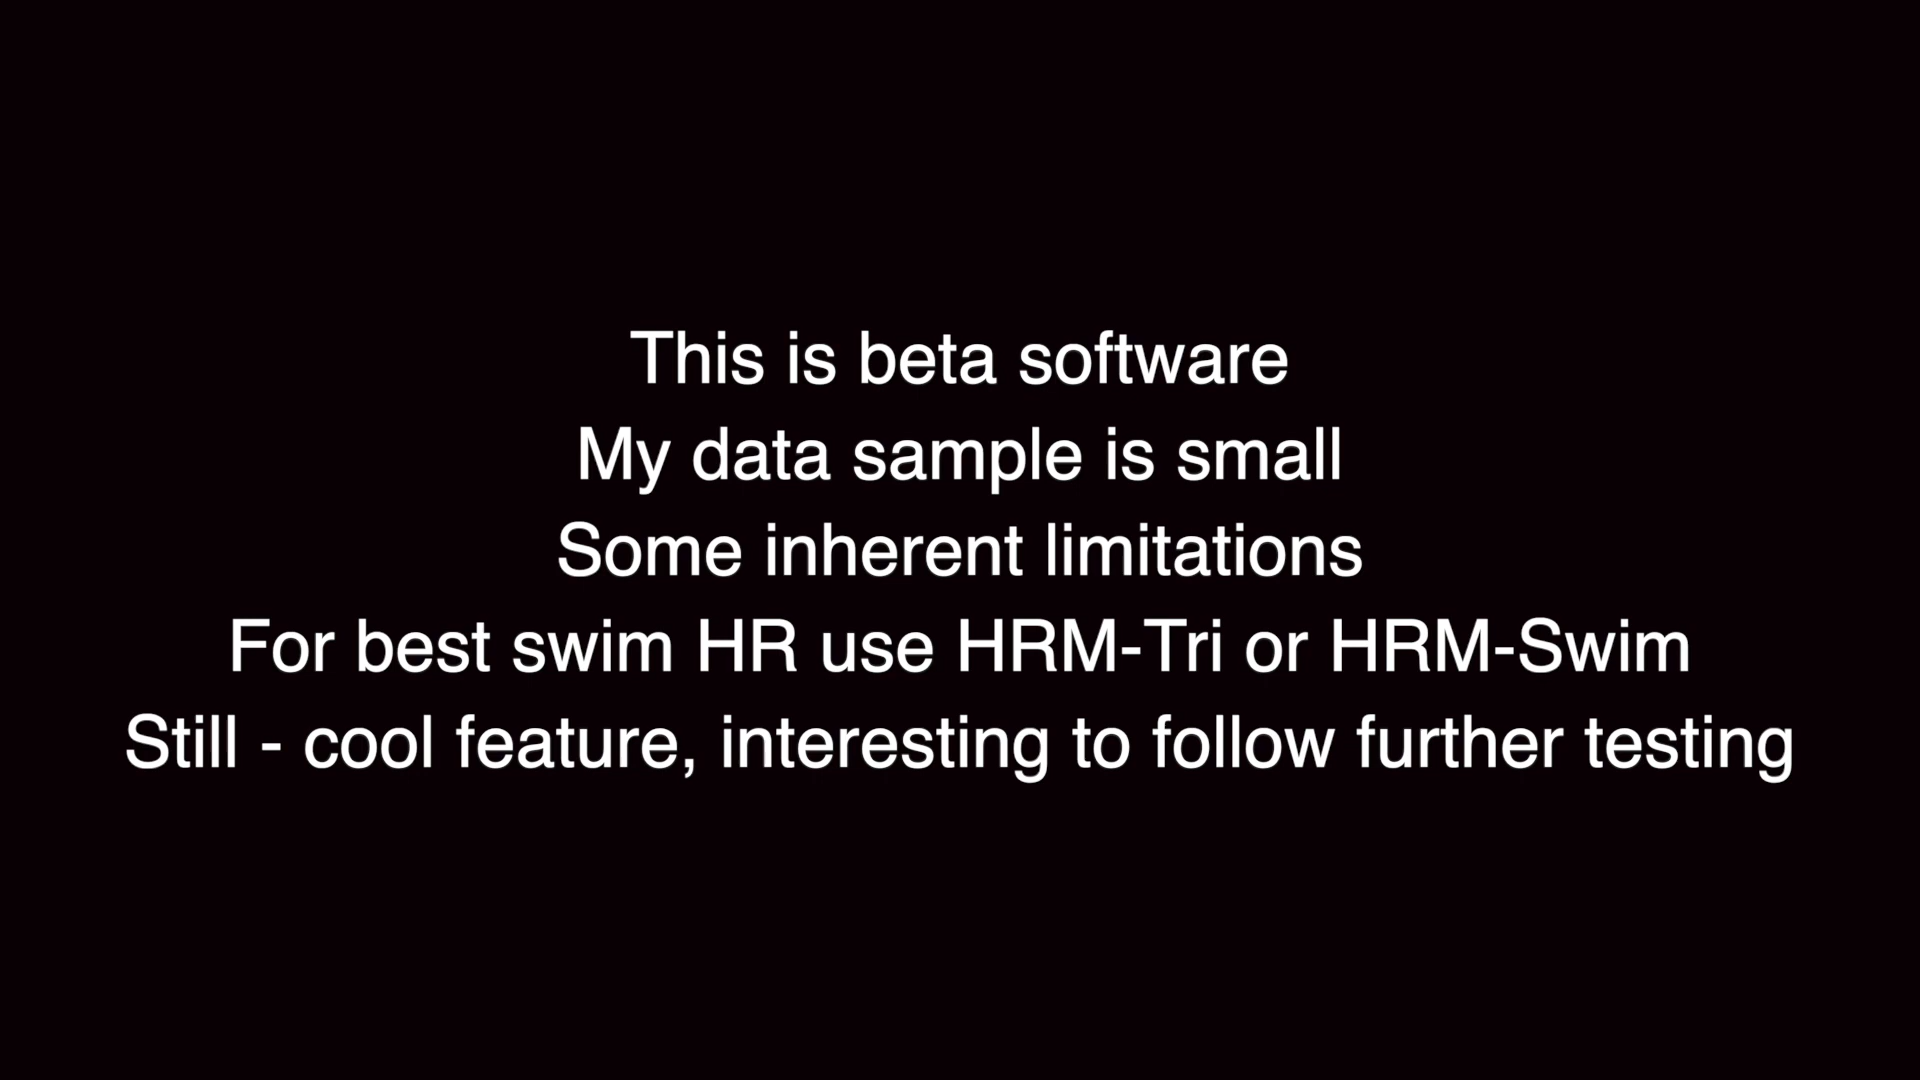 This is beta software
My data sample is small
Some inherent limitations
For best swim HR use HRM-Tri or HRM-Swim
Still - cool feature, interesting to follow further testing